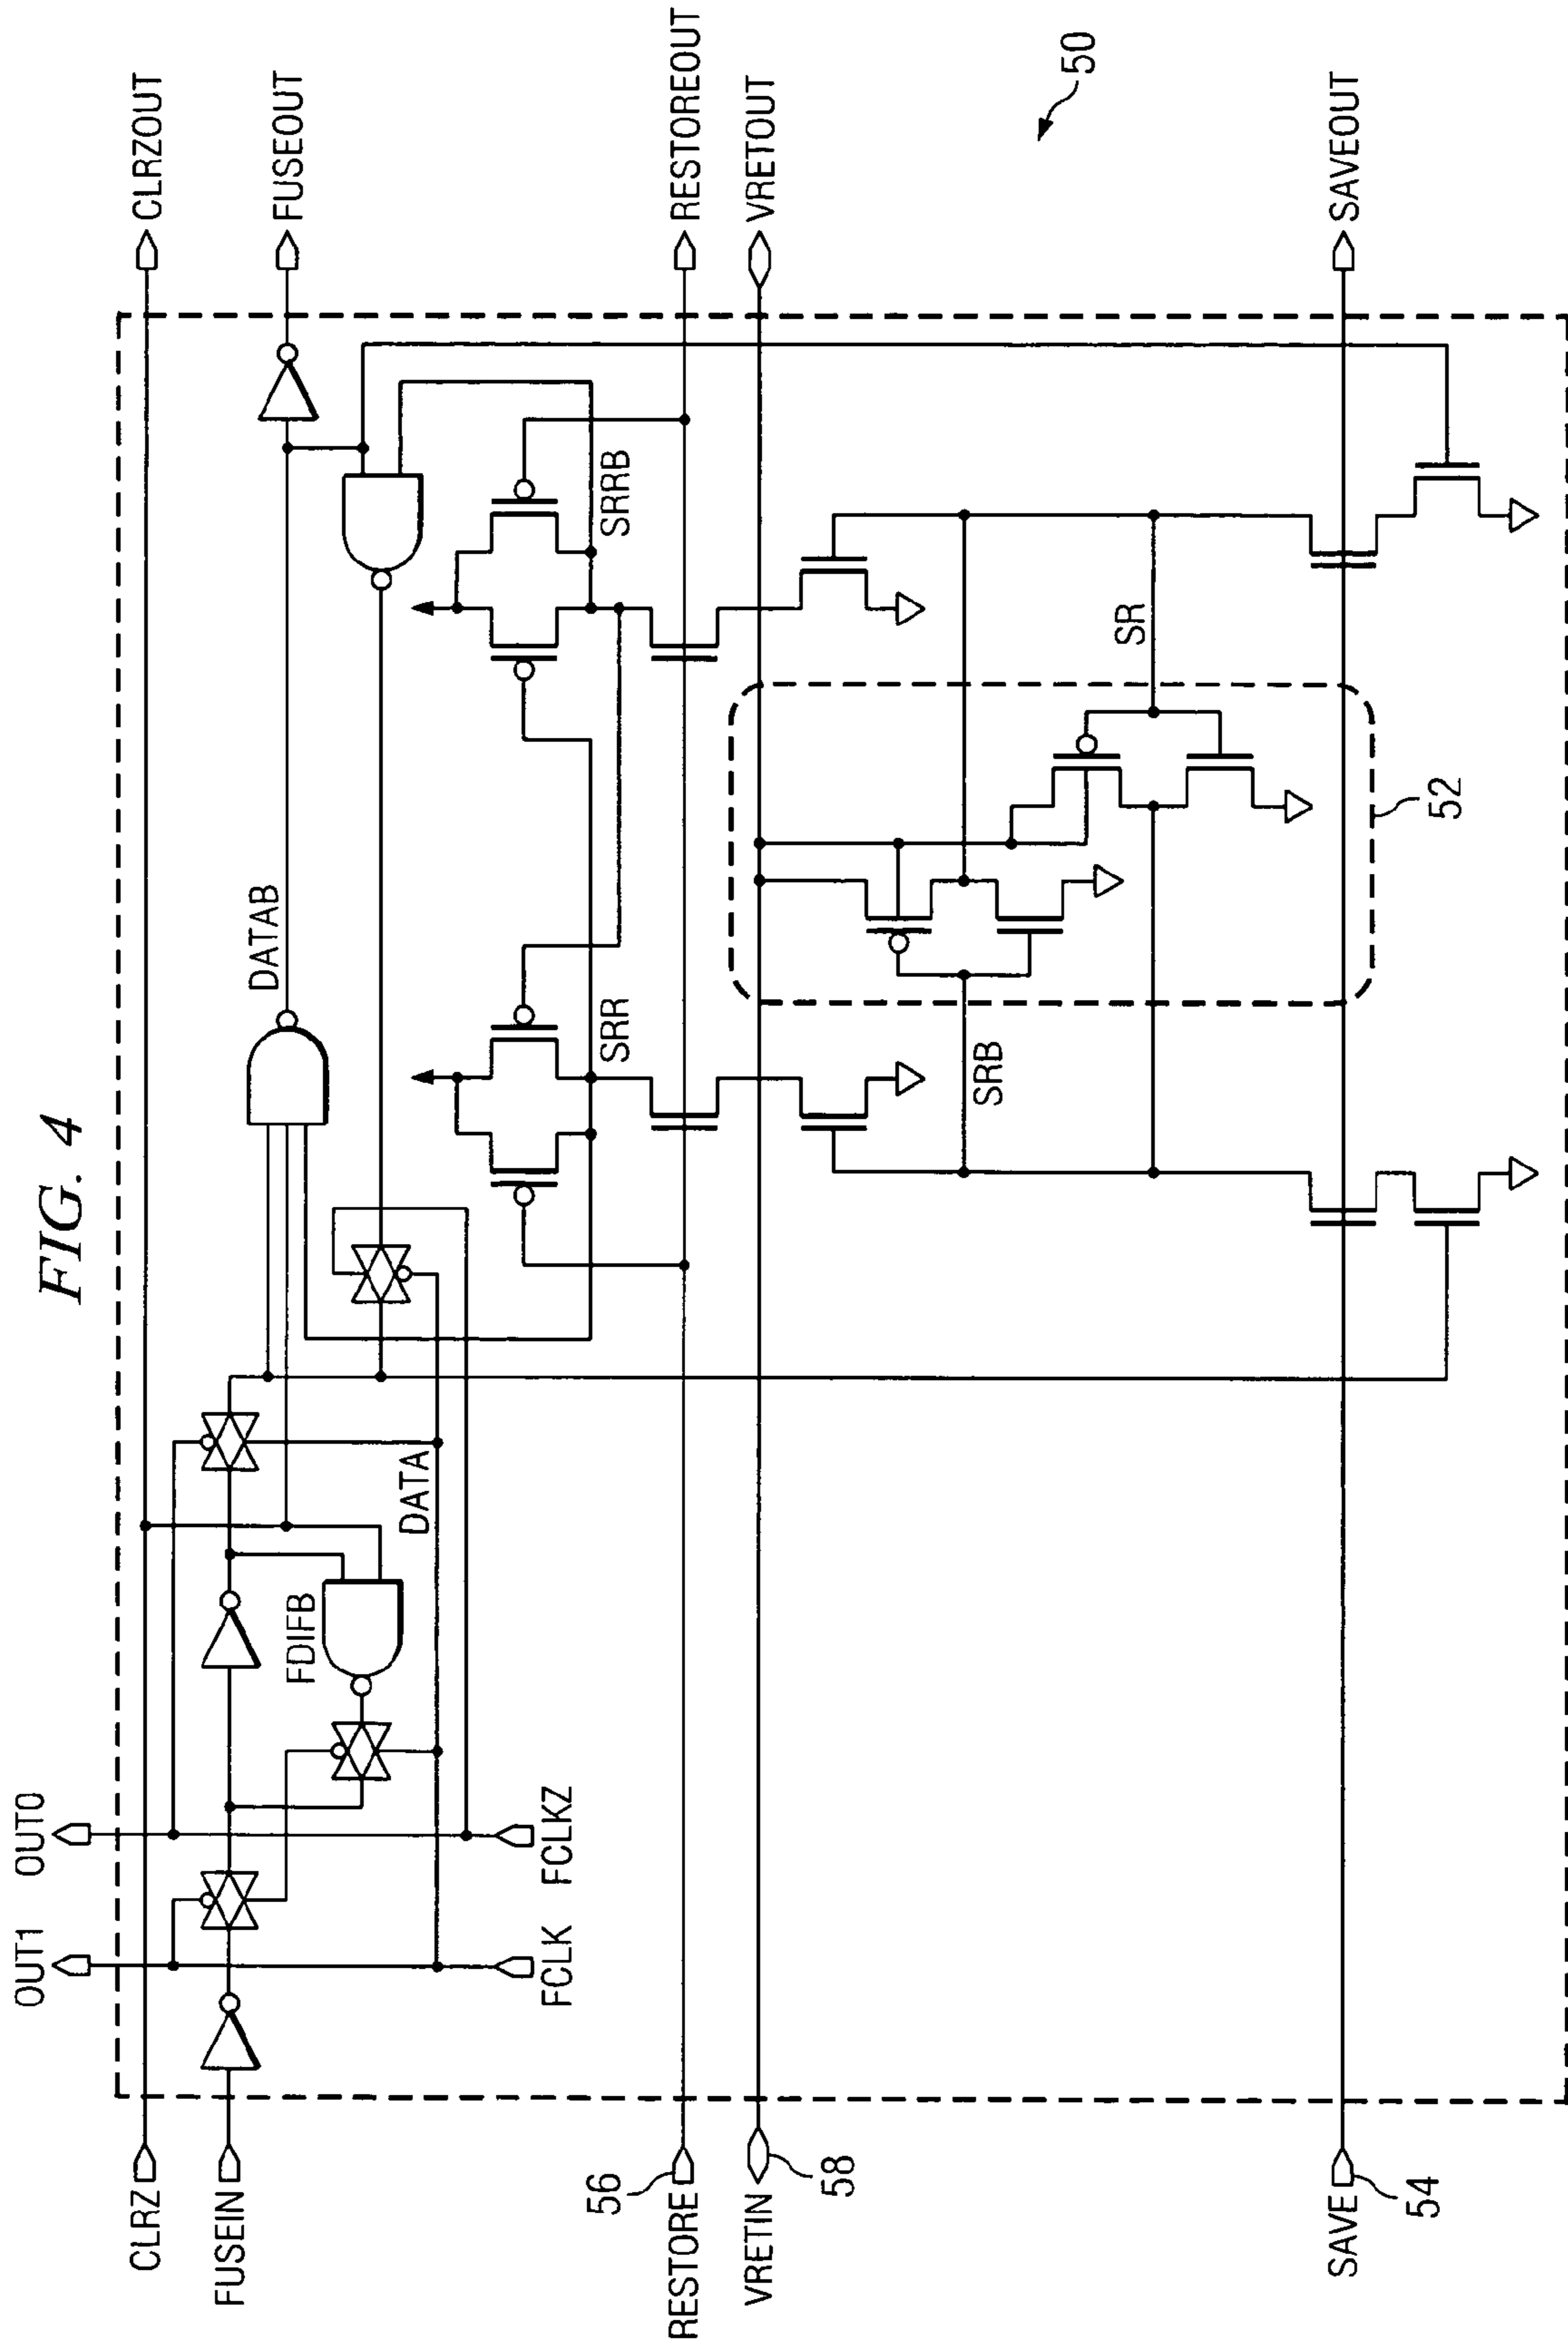 FIG. 4
OUT1
OUT0
CLRZ
CLRZOUT
FUSEIN
FUSEOUT
DATAB
FDIFB
DATA
FCLK
FCLKZ
SRR
SRRB
56
RESTORE
RESTOREOUT
VRETIN
58
VRETOUT
SRB
SR
52
SAVE
54
SAVEOUT
50